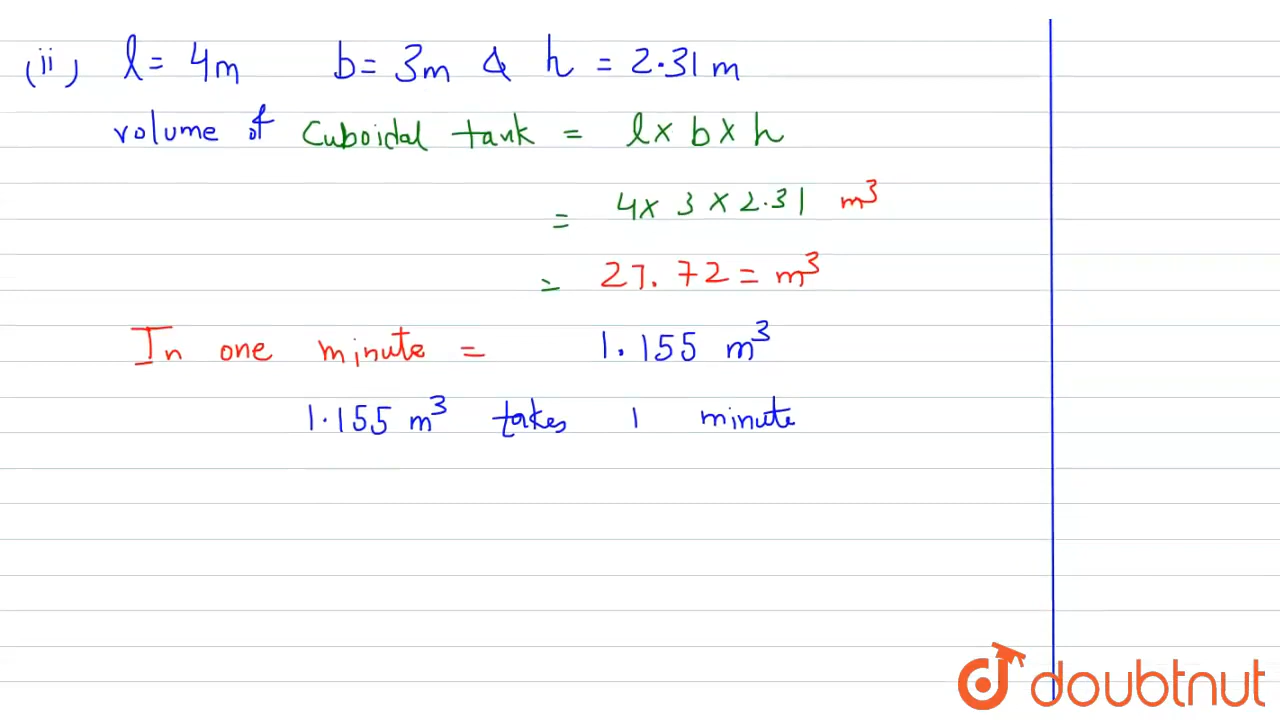 (ii) l = 4m b = 3m & h = 2.31 m
volume of Cuboidal tank = l × b × h
= 4 × 3 × 2.31 m³
= 27.72 = m³
In one minute = 1.155 m³
1.155 m³ takes 1 minute
doubtnut